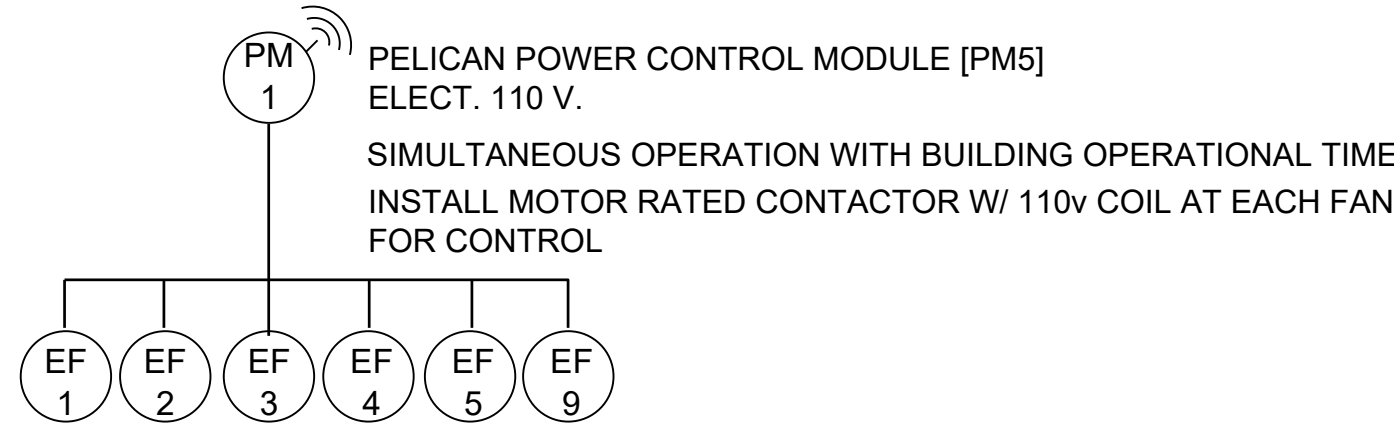 PM
1
PELICAN POWER CONTROL MODULE [PM5]
ELECT. 110 V.
SIMULTANEOUS OPERATION WITH BUILDING OPERATIONAL TIME
INSTALL MOTOR RATED CONTACTOR W/ 110v COIL AT EACH FAN
FOR CONTROL
EF EF EF EF EF EF
1 2 3 4 5 9